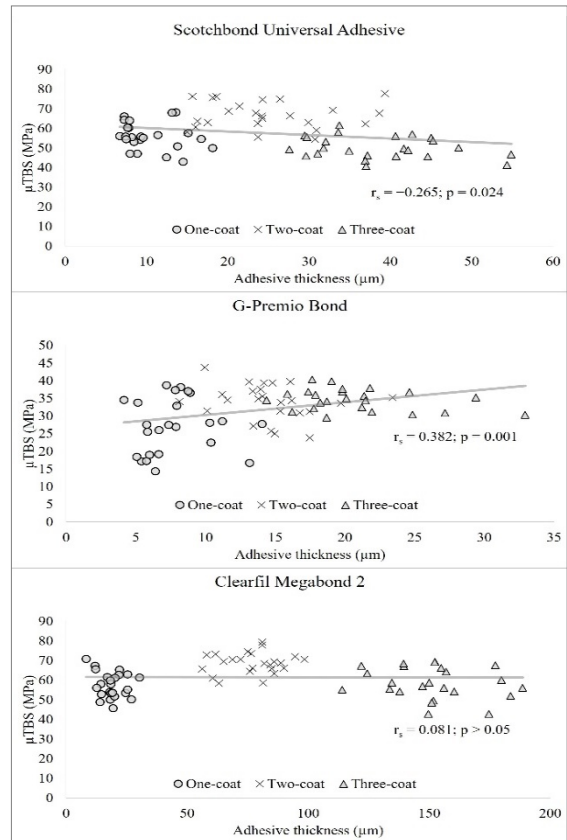 Scotchbond Universal Adhesive
90
80
70
60
50
40
30
20
10
0
µTBS (MPa)
rs = −0.265; p = 0.024
One-coat Two-coat Three-coat
0 10 20 30 40 50 60
Adhesive thickness (µm)
G-Premio Bond
50
45
40
35
30
25
20
15
10
5
0
µTBS (MPa)
rs = 0.382; p = 0.001
One-coat Two-coat Three-coat
0 5 10 15 20 25 30 35
Adhesive thickness (µm)
Clearfil Megabond 2
90
80
70
60
50
40
30
20
10
0
µTBS (MPa)
rs = 0.081; p > 0.05
One-coat Two-coat Three-coat
0 50 100 150 200
Adhesive thickness (µm)